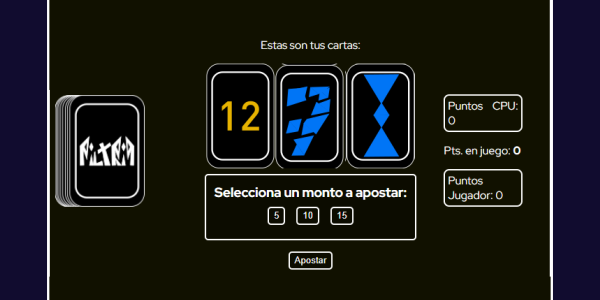 Estas son tus cartas:
12
7
Puntos CPU:
0
Pts. en juego: 0
Puntos
Jugador: 0
Selecciona un monto a apostar:
5 10 15
Apostar